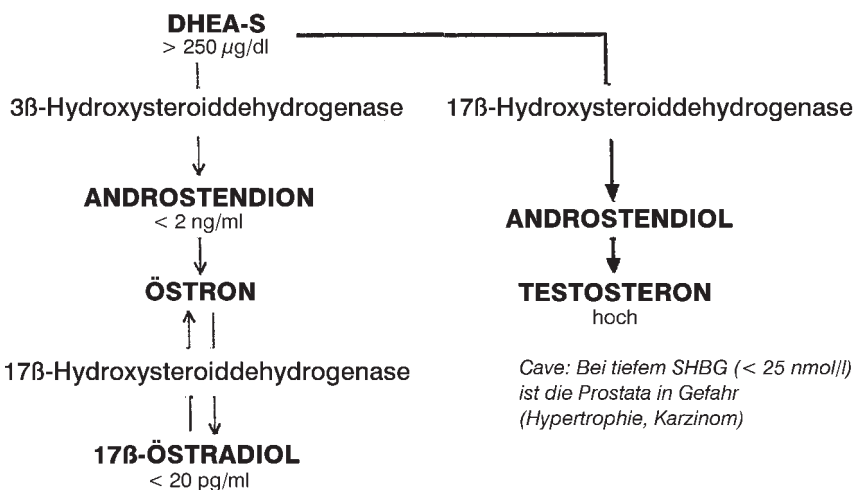 DHEA-S
> 250 µg/dl
3ß-Hydroxysteroiddehydrogenase
ANDROSTENDION
< 2 ng/ml
ÖSTRON
17ß-Hydroxysteroiddehydrogenase
17ß-ÖSTRADIOL
< 20 pg/ml
17ß-Hydroxysteroiddehydrogenase
ANDROSTENDIOL
TESTOSTERON
hoch
Cave: Bei tiefem SHBG (< 25 nmol/l)
ist die Prostata in Gefahr
(Hypertrophie, Karzinom)